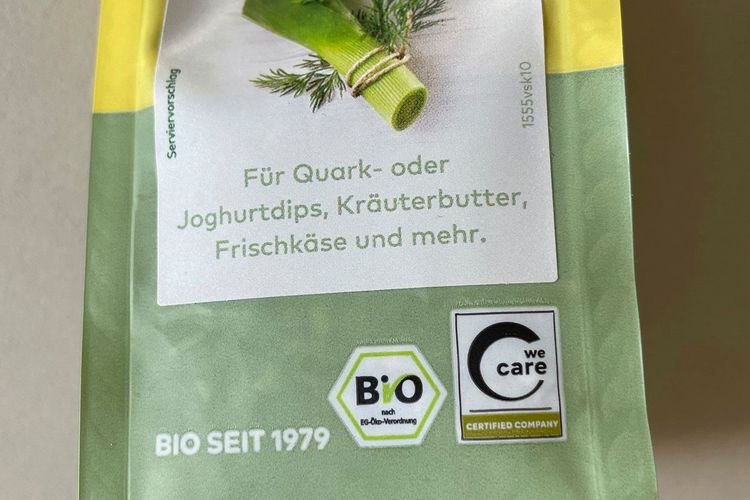 Serviervorschlag
1555vsk10
Für Quark- oder
Joghurtdips, Kräuterbutter,
Frischkäse und mehr.
BIO SEIT 1979
BiO
nach
EG-Öko-Verordnung
we
care
CERTIFIED COMPANY